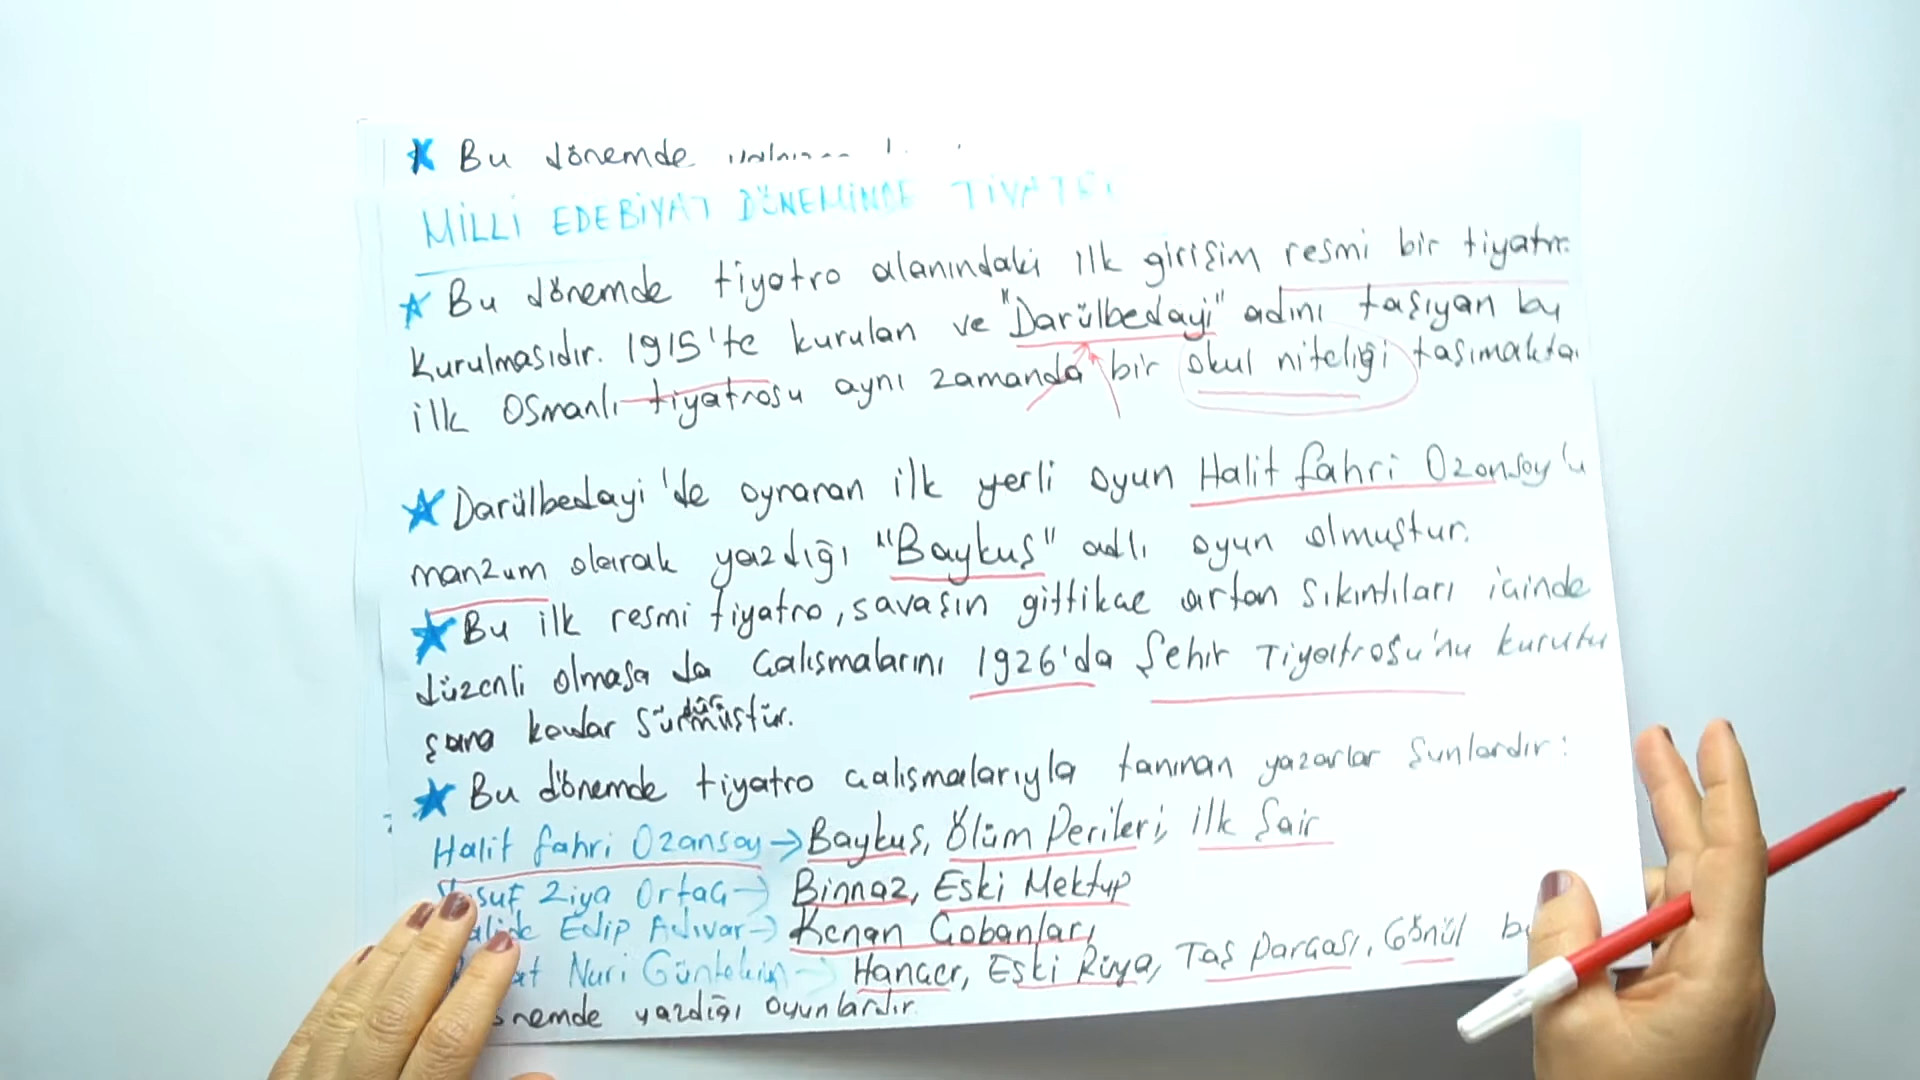 Bu dönemde
MİLLİ EDEBİYAT DÖNEMİNDE
Bu dönemde tiyatro alanındaki ilk girişim resmi bir
kurulmasıdır. 1915'te kurulan ve "Darülbedayi" adını taşıyan bu
ilk Osmanlı tiyatrosu aynı zamanda bir okul niteliği
Darülbedayi'de oynanan ilk yerli oyun Halit Fahri Ozansoy'u
manzum olarak yazdığı "Baykuş" adlı oyun olmuştur.
Bu ilk resmi tiyatro, savaşın gittikçe artan sıkıntıları içinde
düzenli olmasa da çalışmalarını 1926'da Şehir Tiyatrosu'nu
kadar
Bu dönemde tiyatro çalışmalarıyla tanınan yazarlar şunlardır:
Halit Fahri Ozansoy → Baykuş, Ölüm Perileri, İlk Şair
Ziya Ortaç → Binnaz, Eski Mektup
Edip Adıvar → Kenan Çobanları
Nuri Güntekin → Hançer, Eski Rüya, Taş Parçası, Gönül
yazdığı oyunlardır.